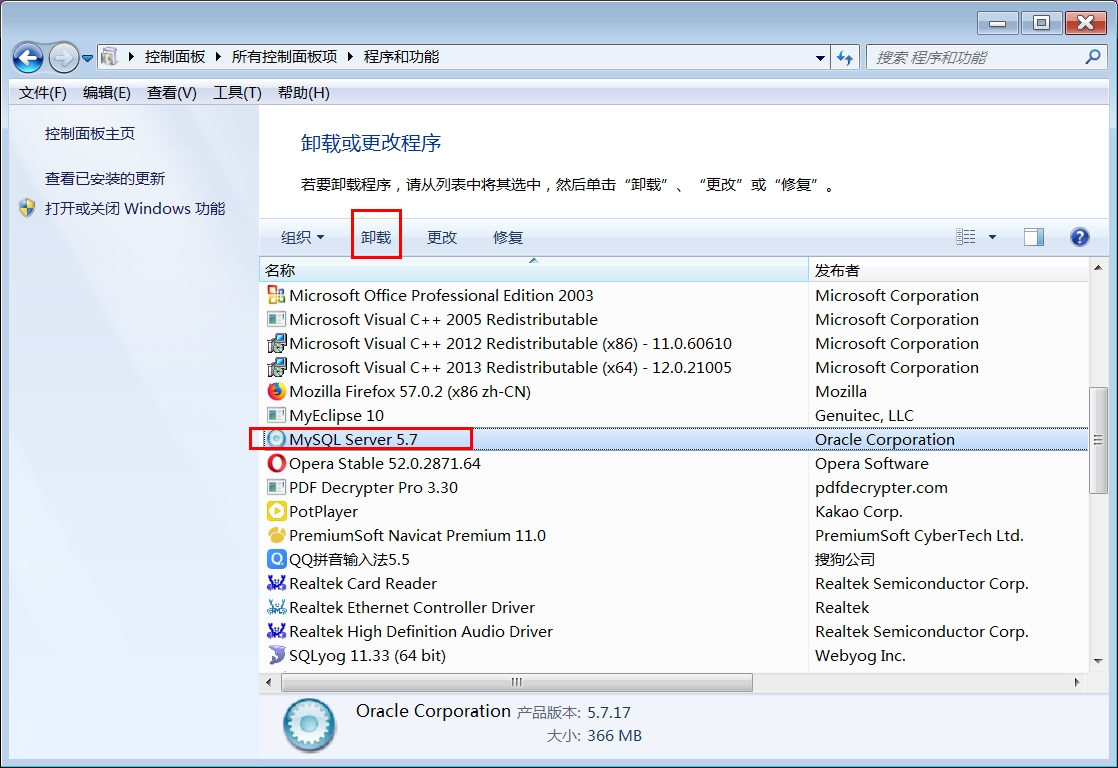 控制面板 所有控制面板项 程序和功能 搜索 程序和功能
文件(F) 编辑(E) 查看(V) 工具(T) 帮助(H)
控制面板主页
查看已安装的更新
打开或关闭 Windows 功能
卸载或更改程序
若要卸载程序，请从列表中将其选中，然后单击“卸载”、“更改”或“修复”。
组织 卸载 更改 修复
名称 发布者
Microsoft Office Professional Edition 2003 Microsoft Corporation
Microsoft Visual C++ 2005 Redistributable Microsoft Corporation
Microsoft Visual C++ 2012 Redistributable (x86) - 11.0.60610 Microsoft Corporation
Microsoft Visual C++ 2013 Redistributable (x64) - 12.0.21005 Microsoft Corporation
Mozilla Firefox 57.0.2 (x86 zh-CN) Mozilla
MyEclipse 10 Genuitec, LLC
MySQL Server 5.7 Oracle Corporation
Opera Stable 52.0.2871.64 Opera Software
PDF Decrypter Pro 3.30 pdfdecrypter.com
PotPlayer Kakao Corp.
PremiumSoft Navicat Premium 11.0 PremiumSoft CyberTech Ltd.
QQ拼音输入法5.5 搜狗公司
Realtek Card Reader Realtek Semiconductor Corp.
Realtek Ethernet Controller Driver Realtek
Realtek High Definition Audio Driver Realtek Semiconductor Corp.
SQLyog 11.33 (64 bit) Webyog Inc.
Oracle Corporation 产品版本: 5.7.17
大小: 366 MB